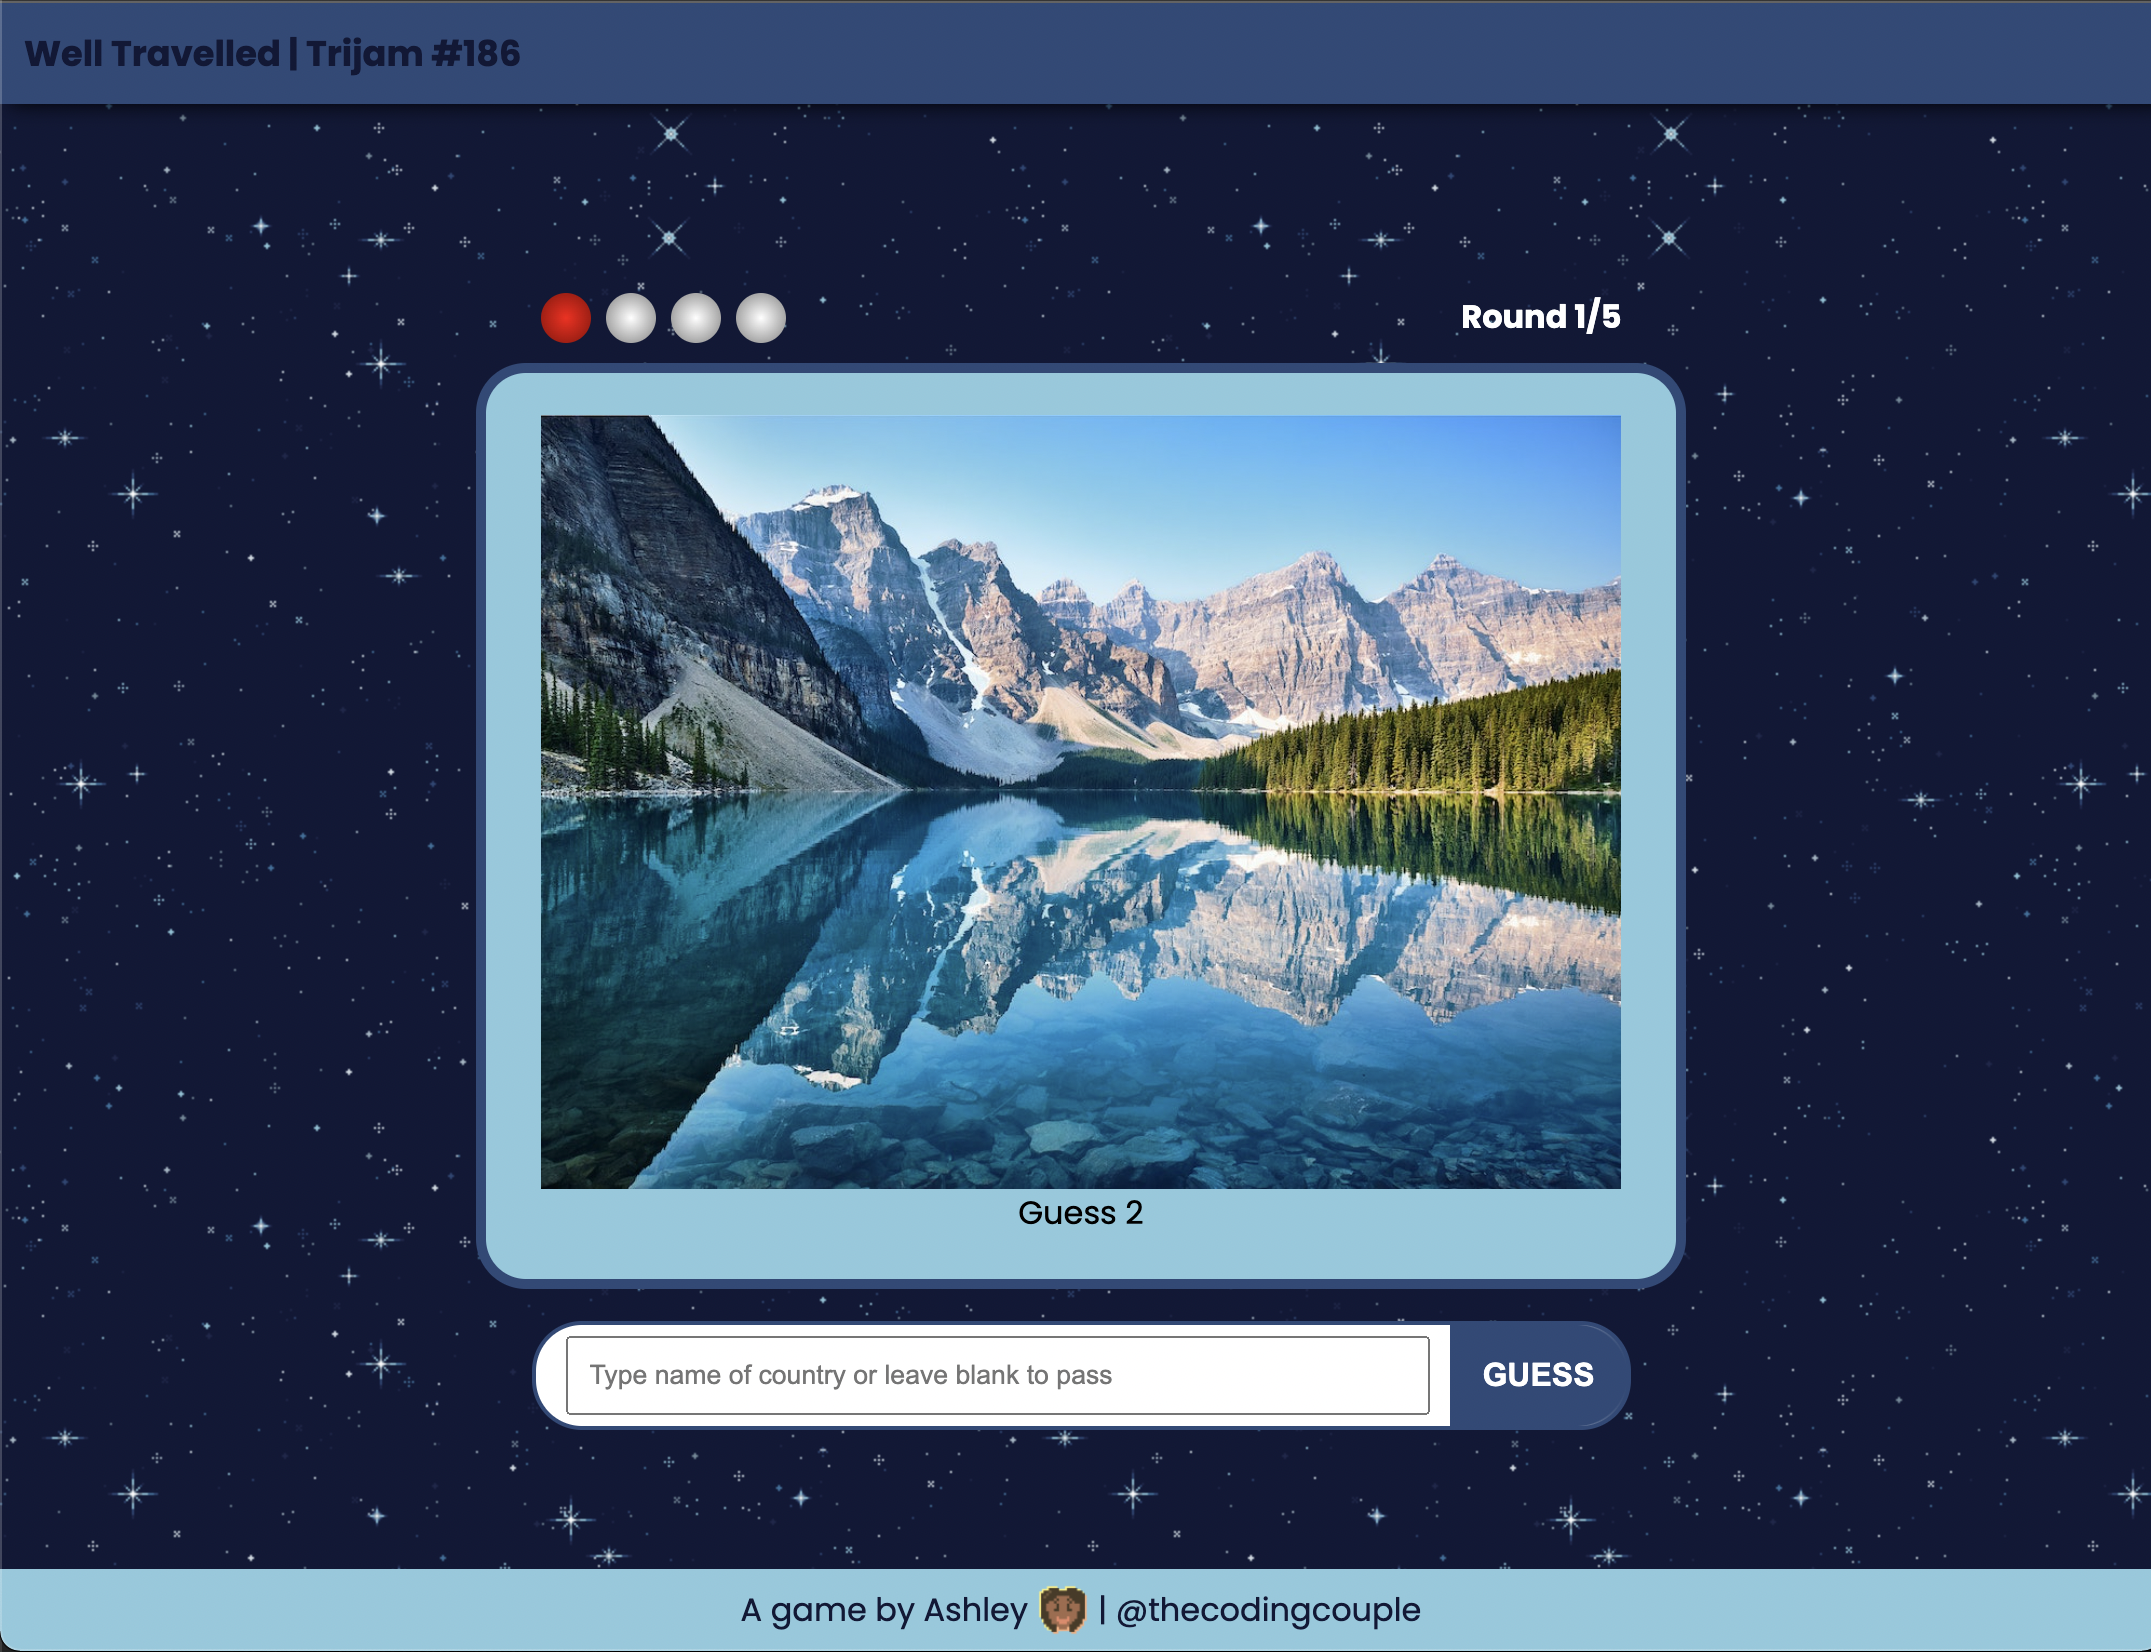 Well Travelled | Trijam #186
Round 1/5
Guess 2
Type name of country or leave blank to pass
GUESS
A game by Ashley | @thecodingcouple